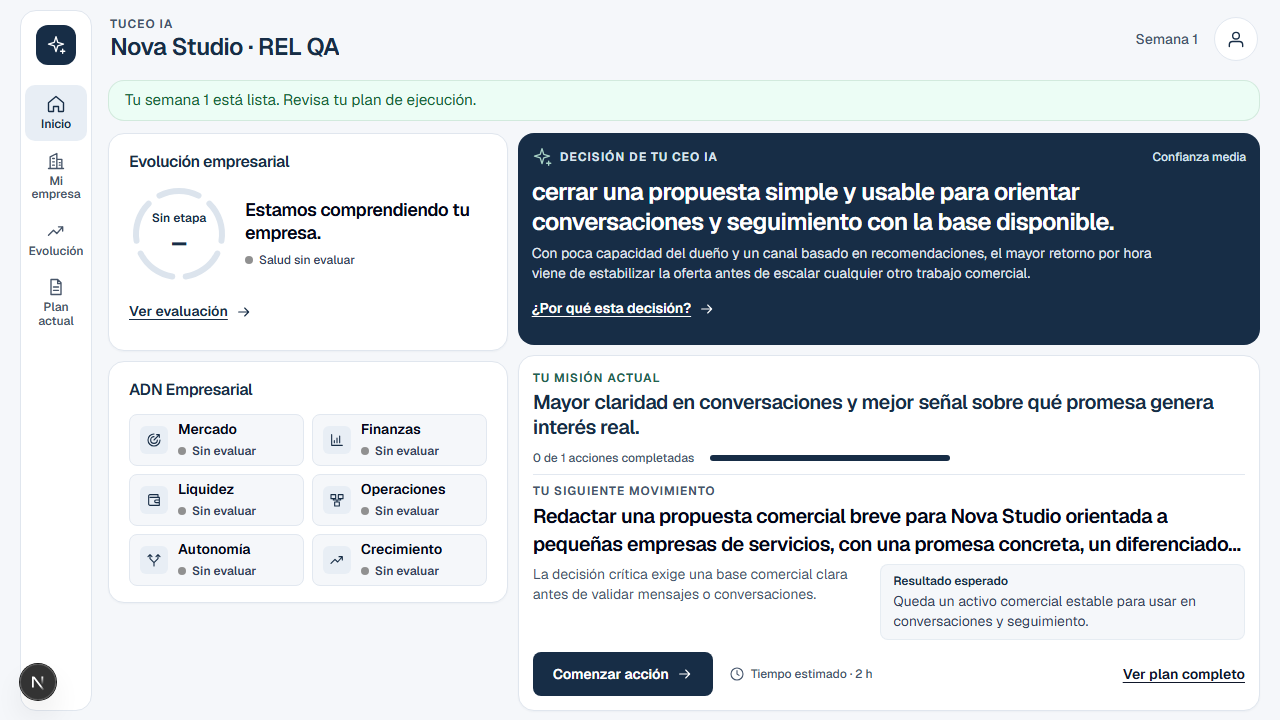 TUCEO IA
Nova Studio · REL QA
Semana 1
Inicio
Mi
empresa
Evolución
Plan
actual
Tu semana 1 está lista. Revisa tu plan de ejecución.
Evolución empresarial
Sin etapa
–
Estamos comprendiendo tu
empresa.
Salud sin evaluar
Ver evaluación
ADN Empresarial
Mercado
Sin evaluar
Finanzas
Sin evaluar
Liquidez
Sin evaluar
Operaciones
Sin evaluar
Autonomía
Sin evaluar
Crecimiento
Sin evaluar
DECISIÓN DE TU CEO IA
Confianza media
cerrar una propuesta simple y usable para orientar
conversaciones y seguimiento con la base disponible.
Con poca capacidad del dueño y un canal basado en recomendaciones, el mayor retorno por hora
viene de estabilizar la oferta antes de escalar cualquier otro trabajo comercial.
¿Por qué esta decisión?
TU MISIÓN ACTUAL
Mayor claridad en conversaciones y mejor señal sobre qué promesa genera
interés real.
0 de 1 acciones completadas
TU SIGUIENTE MOVIMIENTO
Redactar una propuesta comercial breve para Nova Studio orientada a
pequeñas empresas de servicios, con una promesa concreta, un diferenciado…
La decisión crítica exige una base comercial clara
antes de validar mensajes o conversaciones.
Resultado esperado
Queda un activo comercial estable para usar en
conversaciones y seguimiento.
Comenzar acción
Tiempo estimado · 2 h
Ver plan completo
N